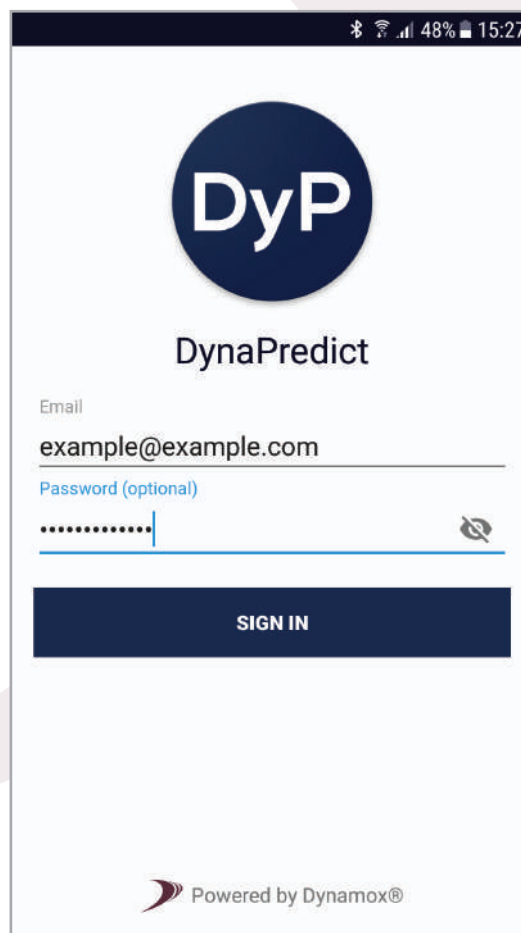 48% 15:27
DyP
DynaPredict
Email
example@example.com
Password (optional)
•••••••••••••
SIGN IN
Powered by Dynamox®